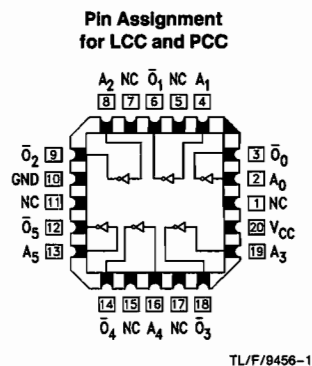 Pin Assignment
for LCC and PCC
A₂ NC Ō₁ NC A₁
8 7 6 5 4
Ō₂ 9
3 Ō₀
GND 10
2 A₀
NC 11
1 NC
Ō₅ 12
20 VCC
A₅ 13
19 A₃
14 15 16 17 18
Ō₄ NC A₄ NC Ō₃
TL/F/9456–1